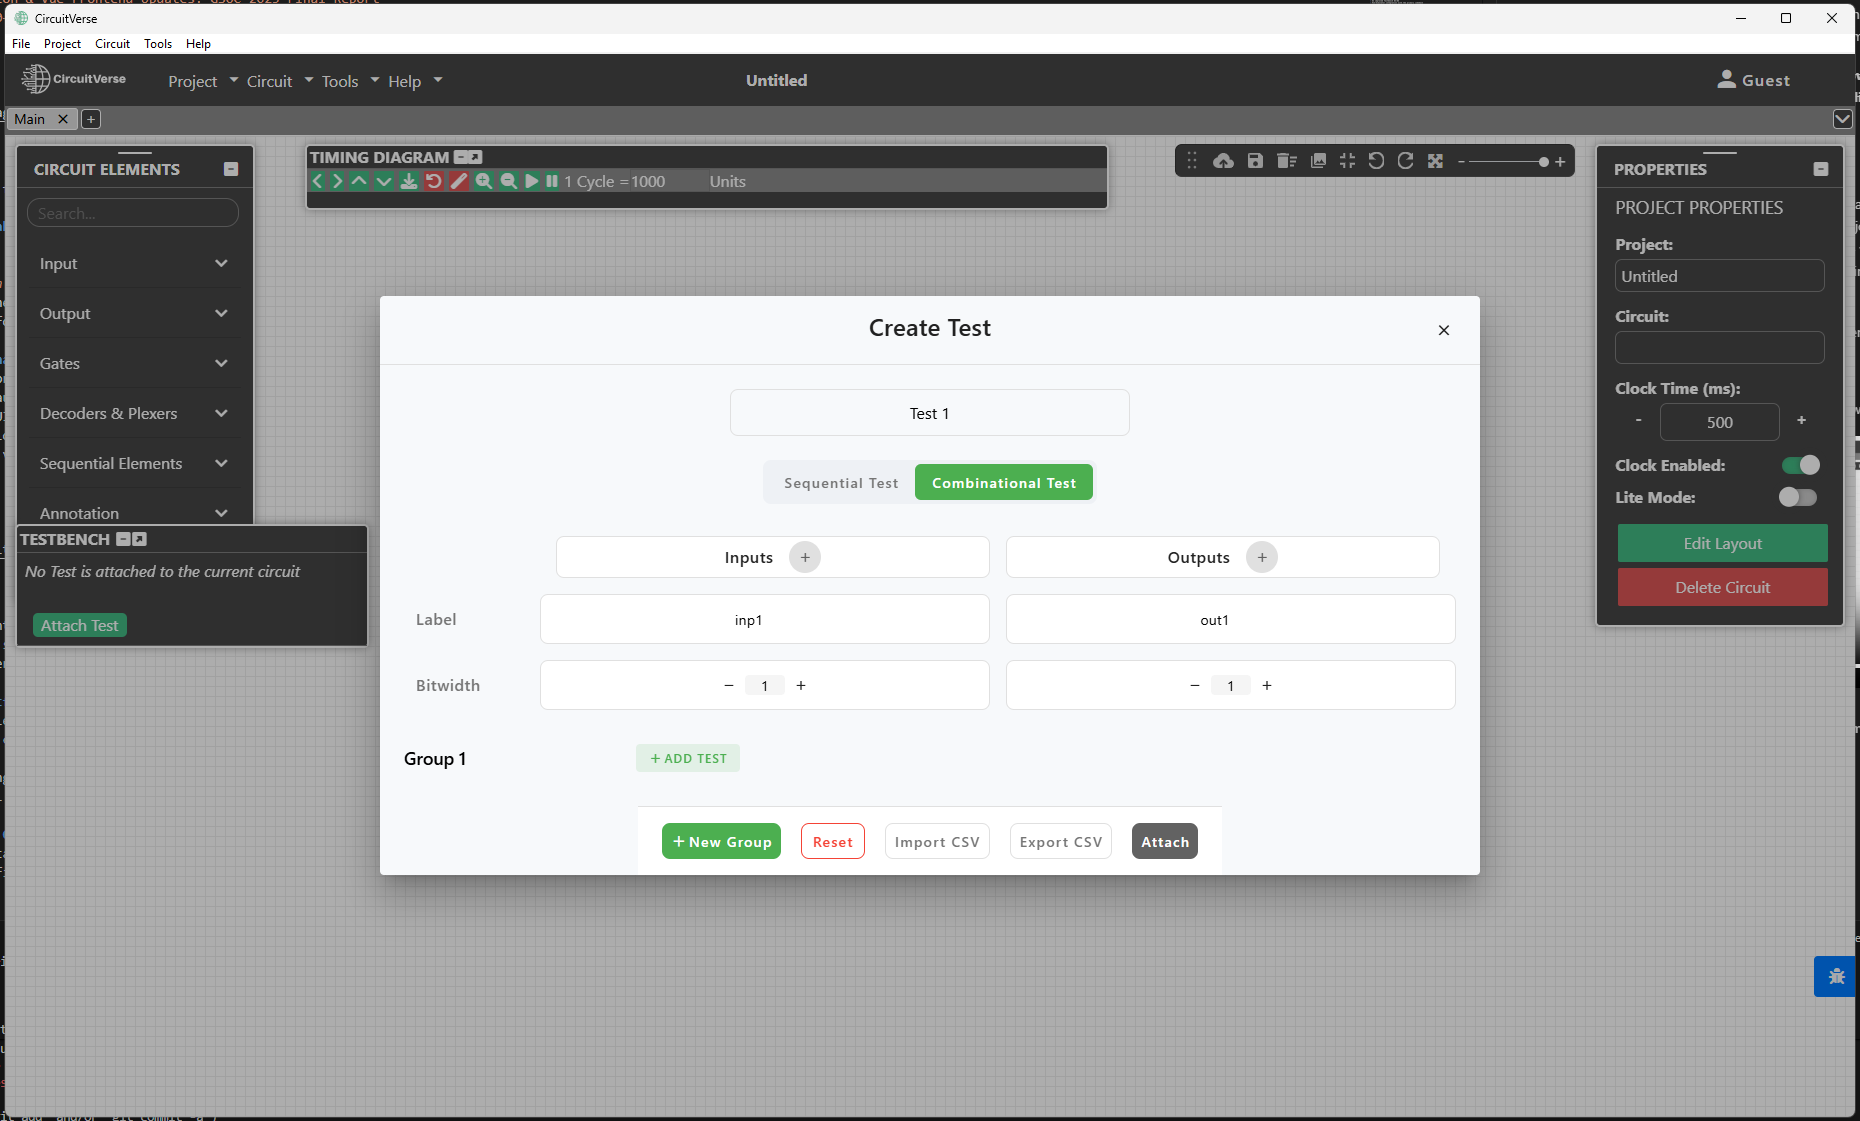 CircuitVerse
File Project Circuit Tools Help
CircuitVerse Project Circuit Tools Help Untitled Guest
Main
CIRCUIT ELEMENTS
Search...
Input
Output
Gates
Decoders & Plexers
Sequential Elements
Annotation
TIMING DIAGRAM
1 Cycle = 1000 Units
PROPERTIES
PROJECT PROPERTIES
Project:
Untitled
Circuit:
Clock Time (ms):
- 500 +
Clock Enabled:
Lite Mode:
Edit Layout
Delete Circuit
TESTBENCH
No Test is attached to the current circuit
Attach Test
Create Test
Test 1
Sequential Test Combinational Test
Inputs + Outputs +
Label inp1 out1
Bitwidth − 1 + − 1 +
Group 1 + ADD TEST
+ New Group Reset Import CSV Export CSV Attach